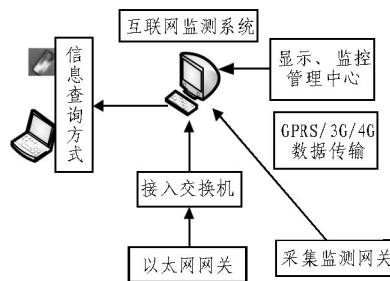 互联网监测系统
信息查询方式
显示、监控
管理中心
GPRS/3G/4G
数据传输
接入交换机
以太网网关
采集监测网关